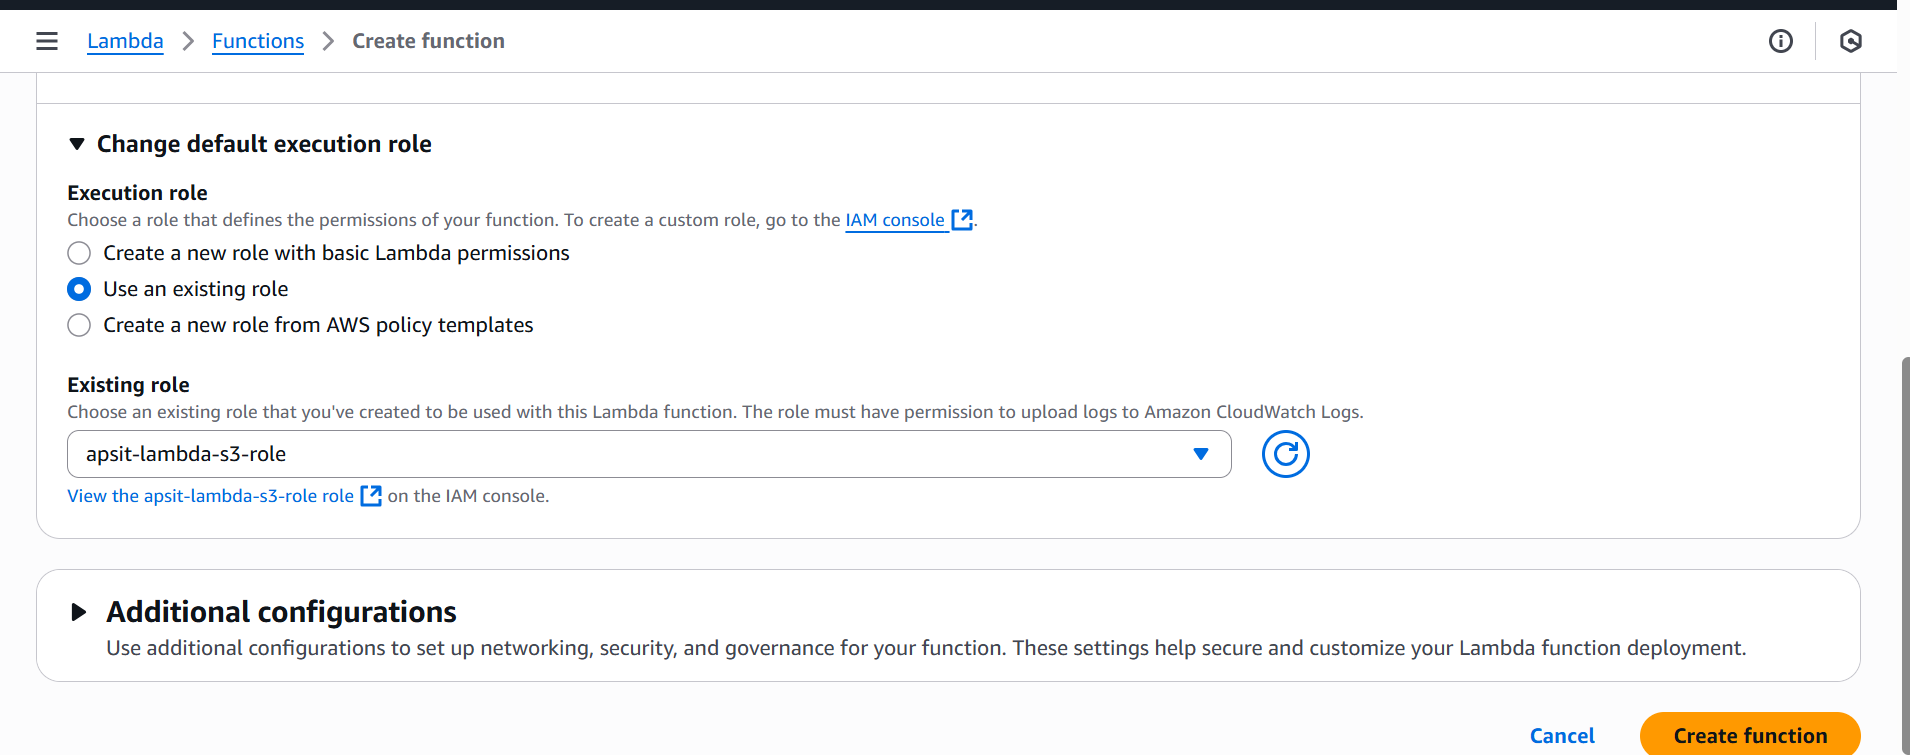 Lambda > Functions > Create function
Change default execution role
Execution role
Choose a role that defines the permissions of your function. To create a custom role, go to the IAM console.
Create a new role with basic Lambda permissions
Use an existing role
Create a new role from AWS policy templates
Existing role
Choose an existing role that you've created to be used with this Lambda function. The role must have permission to upload logs to Amazon CloudWatch Logs.
apsit-lambda-s3-role
View the apsit-lambda-s3-role role on the IAM console.
Additional configurations
Use additional configurations to set up networking, security, and governance for your function. These settings help secure and customize your Lambda function deployment.
Cancel Create function